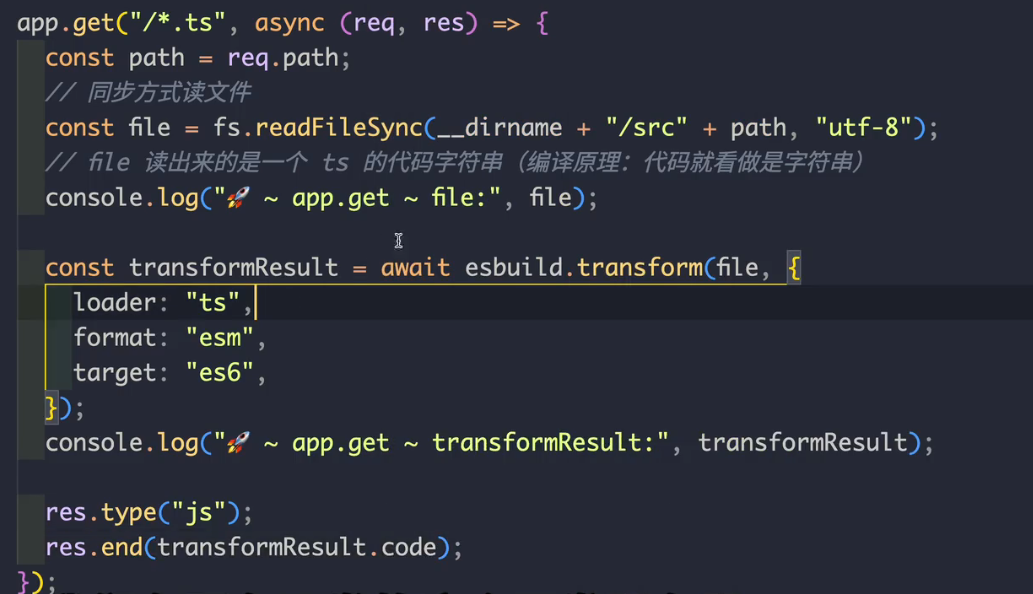 app.get("/*.ts", async (req, res) => {
const path = req.path;
// 同步方式读文件
const file = fs.readFileSync(__dirname + "/src" + path, "utf-8");
// file 读出来的是一个 ts 的代码字符串（编译原理：代码就看做是字符串）
console.log("🚀 ~ app.get ~ file:", file);
const transformResult = await esbuild.transform(file, {
loader: "ts",
format: "esm",
target: "es6",
});
console.log("🚀 ~ app.get ~ transformResult:", transformResult);
res.type("js");
res.end(transformResult.code);
});